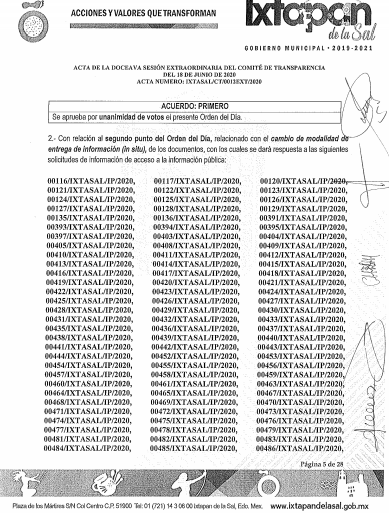 ACCIONES Y VALORES QUE TRANSFORMAN
Ixtapan
de la Sal
GOBIERNO MUNICIPAL • 2019-2021
ACTA DE LA DOCEAVA SESIÓN EXTRAORDINARIA DEL COMITÉ DE TRANSPARENCIA
DEL 18 DE JUNIO DE 2020
ACTA NUMERO: IXTASAL/CT/0012EXT/2020
ACUERDO: PRIMERO
Se aprueba por unanimidad de votos el presente Orden del Día.
2.- Con relación al segundo punto del Orden del Día, relacionado con el cambio de modalidad de
entrega de información (in situ), de los documentos, con los cuales se dará respuesta a las siguientes
solicitudes de información de acceso a la información pública:
00116/IXTASAL/IP/2020, 00117/IXTASAL/IP/2020, 00120/IXTASAL/IP/2020,
00121/IXTASAL/IP/2020, 00122/IXTASAL/IP/2020, 00123/IXTASAL/IP/2020,
00124/IXTASAL/IP/2020, 00125/IXTASAL/IP/2020, 00126/IXTASAL/IP/2020,
00127/IXTASAL/IP/2020, 00128/IXTASAL/IP/2020, 00129/IXTASAL/IP/2020,
00135/IXTASAL/IP/2020, 00136/IXTASAL/IP/2020, 00391/IXTASAL/IP/2020,
00393/IXTASAL/IP/2020, 00394/IXTASAL/IP/2020, 00395/IXTASAL/IP/2020,
00397/IXTASAL/IP/2020, 00403/IXTASAL/IP/2020, 00404/IXTASAL/IP/2020,
00405/IXTASAL/IP/2020, 00408/IXTASAL/IP/2020, 00409/IXTASAL/IP/2020,
00410/IXTASAL/IP/2020, 00411/IXTASAL/IP/2020, 00412/IXTASAL/IP/2020,
00413/IXTASAL/IP/2020, 00414/IXTASAL/IP/2020, 00415/IXTASAL/IP/2020,
00416/IXTASAL/IP/2020, 00417/IXTASAL/IP/2020, 00418/IXTASAL/IP/2020,
00419/IXTASAL/IP/2020, 00420/IXTASAL/IP/2020, 00421/IXTASAL/IP/2020,
00422/IXTASAL/IP/2020, 00423/IXTASAL/IP/2020, 00424/IXTASAL/IP/2020,
00425/IXTASAL/IP/2020, 00426/IXTASAL/IP/2020, 00427/IXTASAL/IP/2020,
00428/IXTASAL/IP/2020, 00429/IXTASAL/IP/2020, 00430/IXTASAL/IP/2020,
00431/IXTASAL/IP/2020, 00432/IXTASAL/IP/2020, 00433/IXTASAL/IP/2020,
00435/IXTASAL/IP/2020, 00436/IXTASAL/IP/2020, 00437/IXTASAL/IP/2020,
00438/IXTASAL/IP/2020, 00439/IXTASAL/IP/2020, 00440/IXTASAL/IP/2020,
00441/IXTASAL/IP/2020, 00442/IXTASAL/IP/2020, 00443/IXTASAL/IP/2020,
00444/IXTASAL/IP/2020, 00452/IXTASAL/IP/2020, 00453/IXTASAL/IP/2020,
00454/IXTASAL/IP/2020, 00455/IXTASAL/IP/2020, 00456/IXTASAL/IP/2020,
00457/IXTASAL/IP/2020, 00458/IXTASAL/IP/2020, 00459/IXTASAL/IP/2020,
00460/IXTASAL/IP/2020, 00461/IXTASAL/IP/2020, 00463/IXTASAL/IP/2020,
00464/IXTASAL/IP/2020, 00465/IXTASAL/IP/2020, 00467/IXTASAL/IP/2020,
00468/IXTASAL/IP/2020, 00469/IXTASAL/IP/2020, 00470/IXTASAL/IP/2020,
00471/IXTASAL/IP/2020, 00472/IXTASAL/IP/2020, 00473/IXTASAL/IP/2020,
00474/IXTASAL/IP/2020, 00475/IXTASAL/IP/2020, 00476/IXTASAL/IP/2020,
00477/IXTASAL/IP/2020, 00478/IXTASAL/IP/2020, 00479/IXTASAL/IP/2020,
00481/IXTASAL/IP/2020, 00482/IXTASAL/IP/2020, 00483/IXTASAL/IP/2020,
00484/IXTASAL/IP/2020, 00485/IXTASAL/IP/2020, 00486/IXTASAL/IP/2020,
Página 5 de 28
Plaza de los Mártires S/N Col Centro C.P. 51900 Tel: 01 (721) 14 3 06 00 Ixtapan de la Sal, Edo. Mex. www.ixtapandelasal.gob.mx